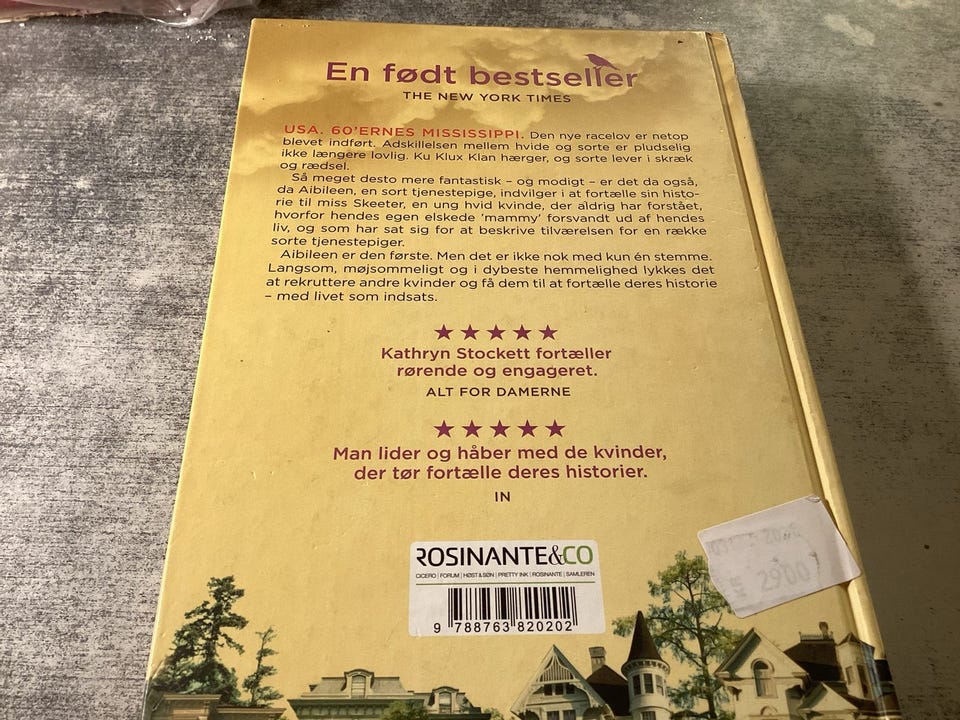 En født bestseller
THE NEW YORK TIMES
USA. 60'ERNES MISSISSIPPI. Den nye racelov er netop
blevet indført. Adskillelsen mellem hvide og sorte er pludselig
ikke længere lovlig. Ku Klux Klan hærger, og sorte lever i skræk
og rædsel.
Så meget desto mere fantastisk – og modigt – er det da også,
da Aibileen, en sort tjenestepige, indvilger i at fortælle sin histo-
rie til miss Skeeter, en ung hvid kvinde, der aldrig har forstået,
hvorfor hendes egen elskede 'mammy' forsvandt ud af hendes
liv, og som har sat sig for at beskrive tilværelsen for en række
sorte tjenestepiger.
Aibileen er den første. Men det er ikke nok med kun én stemme.
Langsom, møjsommeligt og i dybeste hemmelighed lykkes det
at rekruttere andre kvinder og få dem til at fortælle deres historie
– med livet som indsats.
★★★★★
Kathryn Stockett fortæller
rørende og engageret.
ALT FOR DAMERNE
★★★★★
Man lider og håber med de kvinder,
der tør fortælle deres historier.
IN
ROSINANTE&CO
CICERO | FORUM | HØST&SØN | PRETTY INK | ROSINANTE | SAMLEREN
9 788763 820202
2900